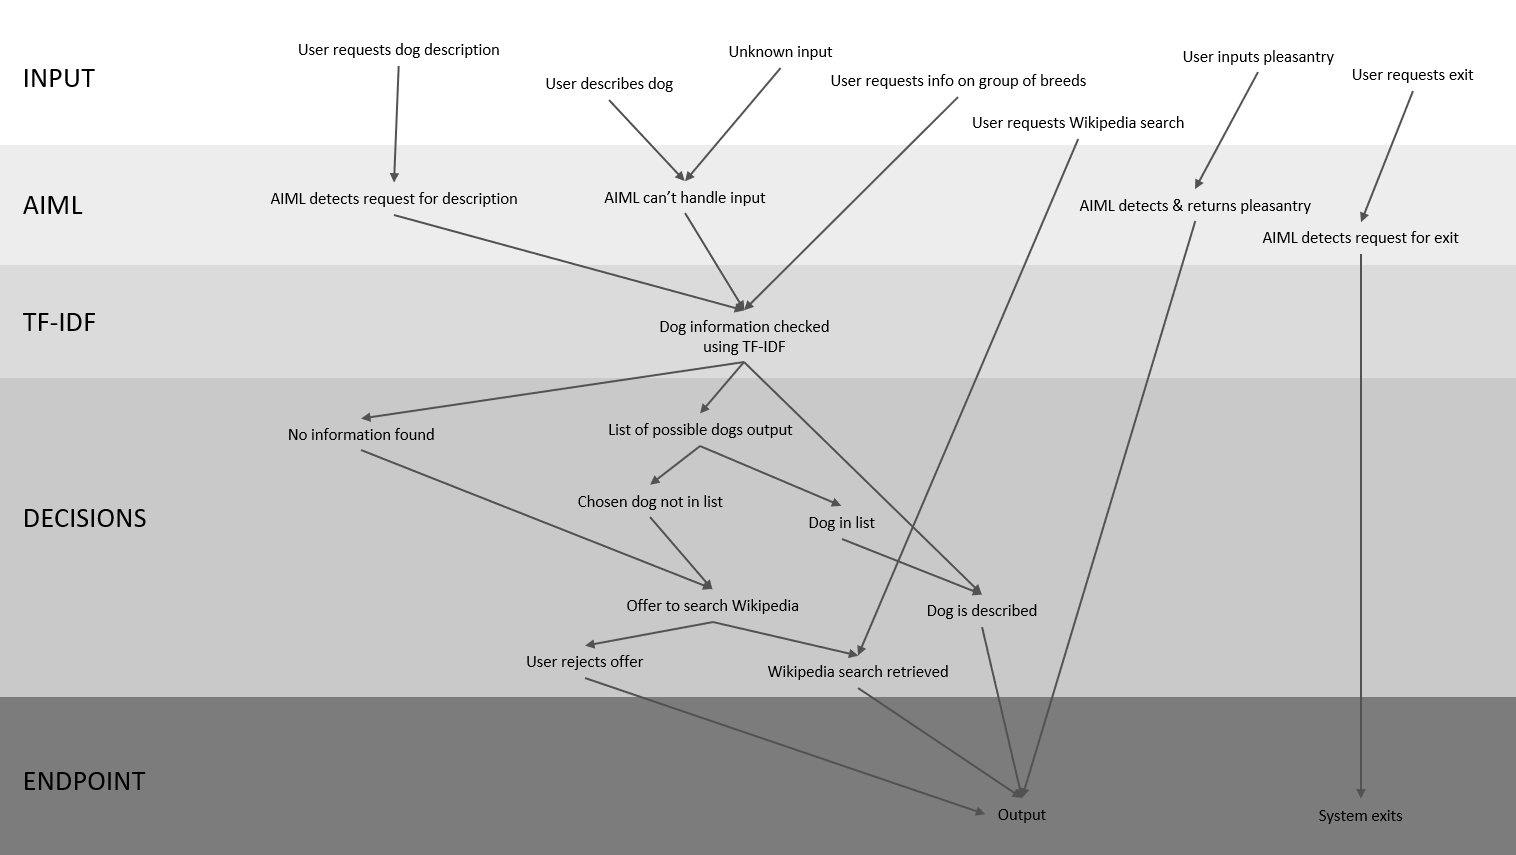 INPUT
User requests dog description
User describes dog
Unknown input
User requests info on group of breeds
User requests Wikipedia search
User inputs pleasantry
User requests exit
AIML
AIML detects request for description
AIML can’t handle input
AIML detects & returns pleasantry
AIML detects request for exit
TF-IDF
Dog information checked
using TF-IDF
DECISIONS
No information found
List of possible dogs output
Chosen dog not in list
Dog in list
Offer to search Wikipedia
Dog is described
User rejects offer
Wikipedia search retrieved
ENDPOINT
Output
System exits